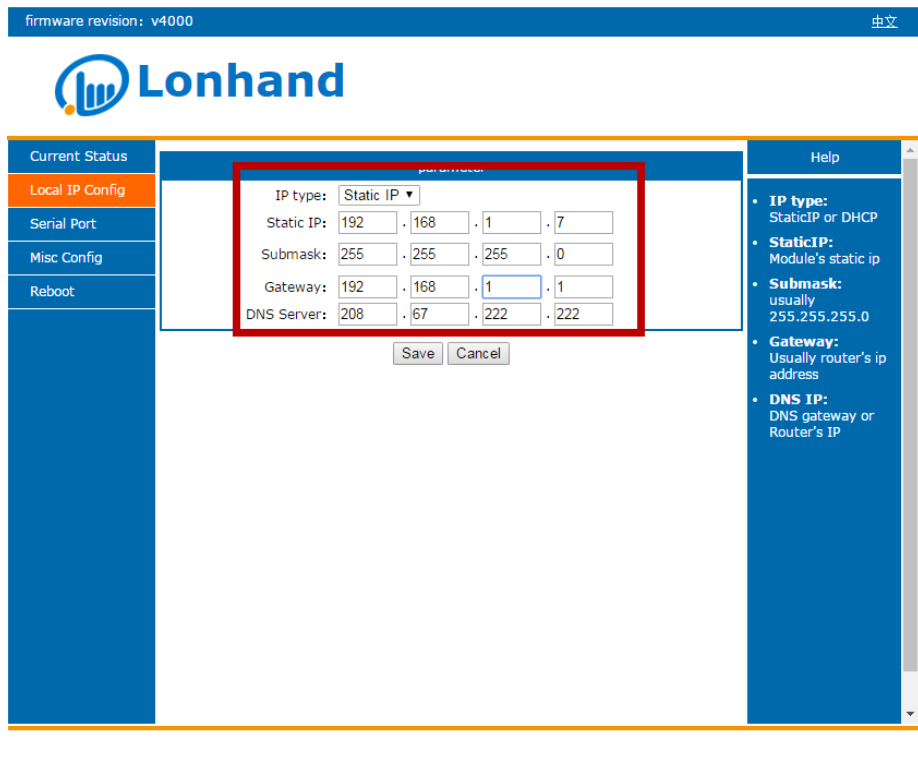 firmware revision: v4000
中文
Lonhand
Current Status
Local IP Config
Serial Port
Misc Config
Reboot
parameter
IP type: Static IP
Static IP: 192 . 168 . 1 . 7
Submask: 255 . 255 . 255 . 0
Gateway: 192 . 168 . 1 . 1
DNS Server: 208 . 67 . 222 . 222
Save Cancel
Help
• IP type:
StaticIP or DHCP
• StaticIP:
Module's static ip
• Submask:
usually
255.255.255.0
• Gateway:
Usually router's ip
address
• DNS IP:
DNS gateway or
Router's IP